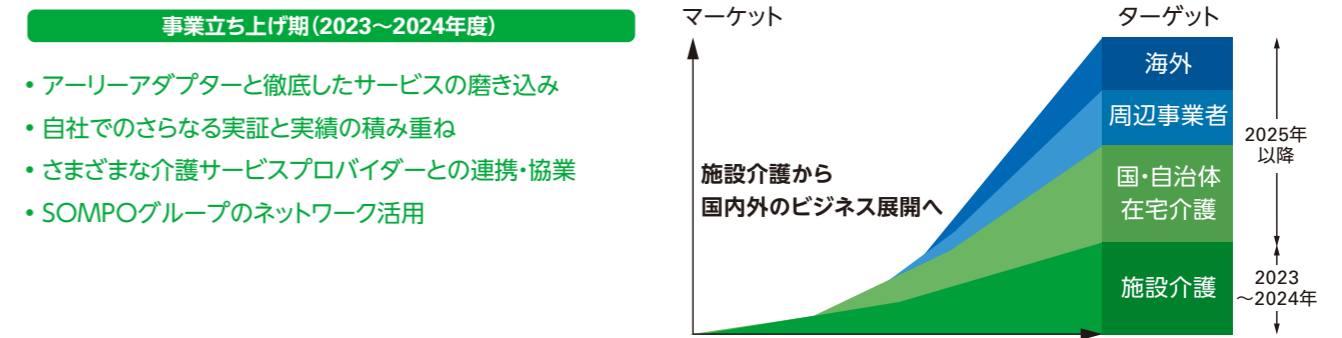 事業立ち上げ期（2023～2024年度）
• アーリーアダプターと徹底したサービスの磨き込み
• 自社でのさらなる実証と実績の積み重ね
• さまざまな介護サービスプロバイダーとの連携・協業
• SOMPOグループのネットワーク活用
マーケット
ターゲット
施設介護から
国内外のビジネス展開へ
海外
周辺事業者
国・自治体
在宅介護
施設介護
2025年
以降
2023
～2024年